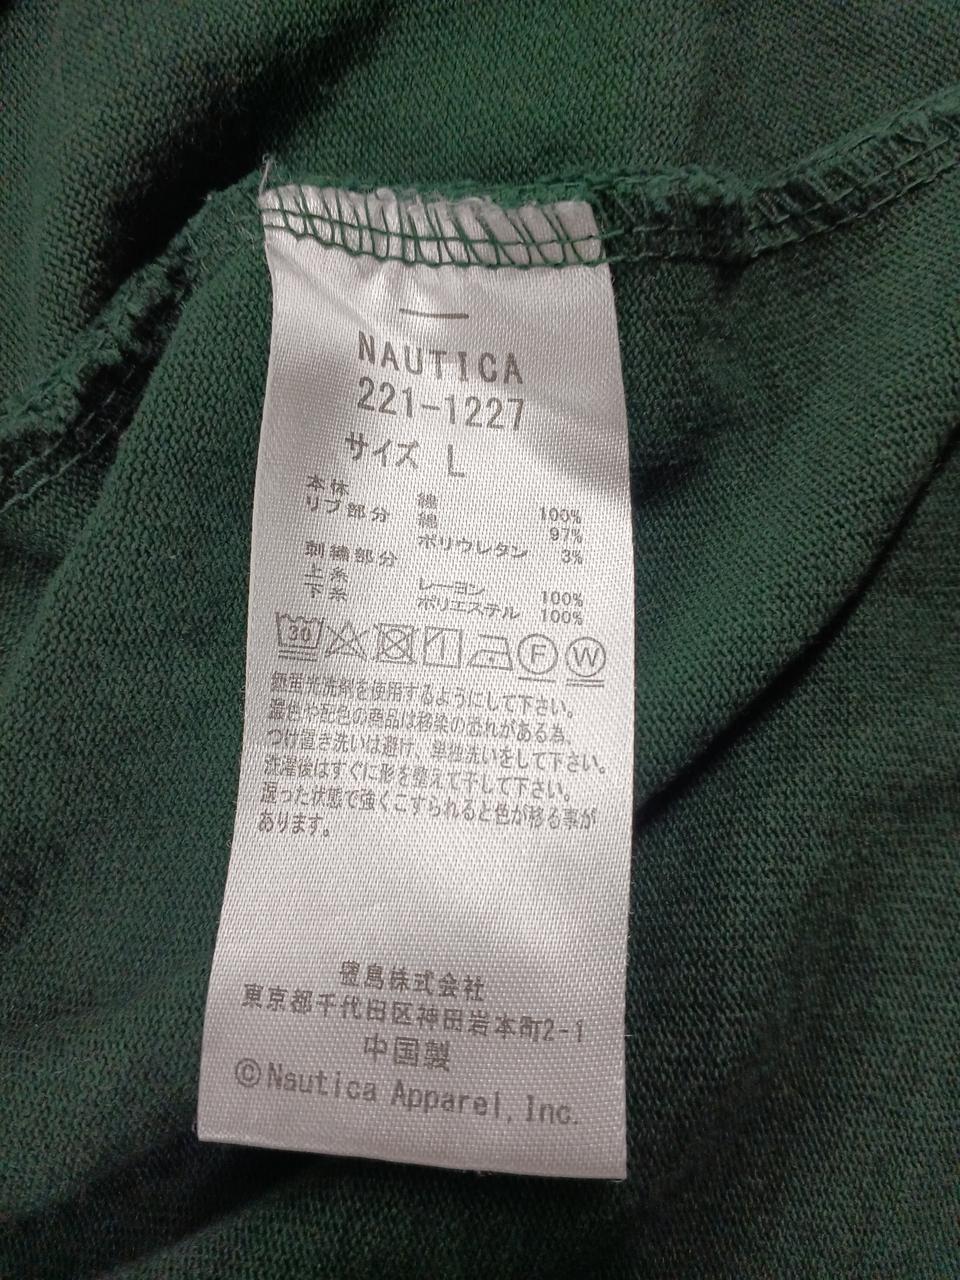 NAUTICA
221-1227
サイズ L
本体 綿 100%
リブ部分 綿 97%
ポリウレタン 3%
刺繍部分
上糸 レーヨン 100%
下糸 ポリエステル 100%
30 F W
無蛍光洗剤を使用するようにして下さい。
濃色や配色の商品は移染の恐れがある為、
つけ置き洗いは避け、単独洗いをして下さい。
洗濯後はすぐに形を整えて干して下さい。
湿った状態で強くこすられると色が移る事が
あります。
豊島株式会社
東京都千代田区神田岩本町2-1
中国製
©Nautica Apparel, Inc.